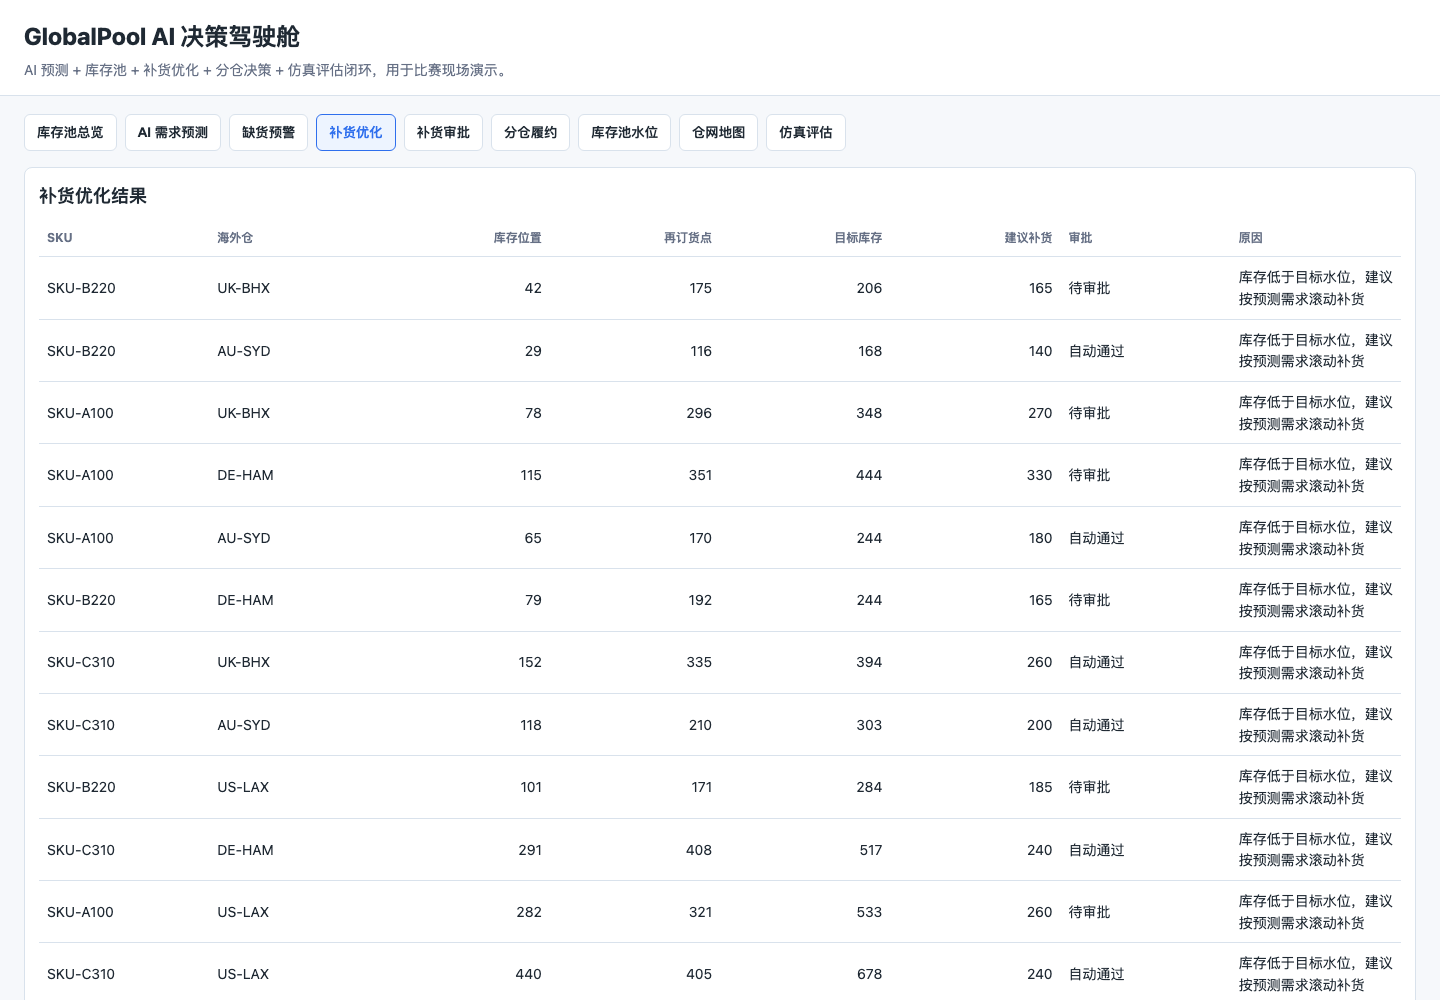 GlobalPool AI 决策驾驶舱
AI 预测 + 库存池 + 补货优化 + 分仓决策 + 仿真评估闭环，用于比赛现场演示。
库存池总览 AI 需求预测 缺货预警 补货优化 补货审批 分仓履约 库存池水位 仓网地图 仿真评估
补货优化结果
SKU 海外仓 库存位置 再订货点 目标库存 建议补货 审批 原因
SKU-B220 UK-BHX 42 175 206 165 待审批 库存低于目标水位，建议
按预测需求滚动补货
SKU-B220 AU-SYD 29 116 168 140 自动通过 库存低于目标水位，建议
按预测需求滚动补货
SKU-A100 UK-BHX 78 296 348 270 待审批 库存低于目标水位，建议
按预测需求滚动补货
SKU-A100 DE-HAM 115 351 444 330 待审批 库存低于目标水位，建议
按预测需求滚动补货
SKU-A100 AU-SYD 65 170 244 180 自动通过 库存低于目标水位，建议
按预测需求滚动补货
SKU-B220 DE-HAM 79 192 244 165 待审批 库存低于目标水位，建议
按预测需求滚动补货
SKU-C310 UK-BHX 152 335 394 260 自动通过 库存低于目标水位，建议
按预测需求滚动补货
SKU-C310 AU-SYD 118 210 303 200 自动通过 库存低于目标水位，建议
按预测需求滚动补货
SKU-B220 US-LAX 101 171 284 185 待审批 库存低于目标水位，建议
按预测需求滚动补货
SKU-C310 DE-HAM 291 408 517 240 自动通过 库存低于目标水位，建议
按预测需求滚动补货
SKU-A100 US-LAX 282 321 533 260 待审批 库存低于目标水位，建议
按预测需求滚动补货
SKU-C310 US-LAX 440 405 678 240 自动通过 库存低于目标水位，建议
按预测需求滚动补货